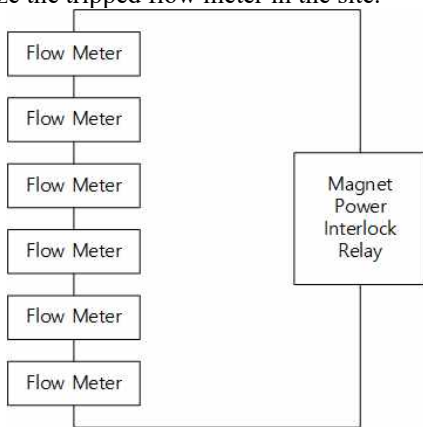 the tripped flow meter in the site.
Flow Meter
Flow Meter
Flow Meter
Flow Meter
Flow Meter
Flow Meter
Magnet
Power
Interlock
Relay